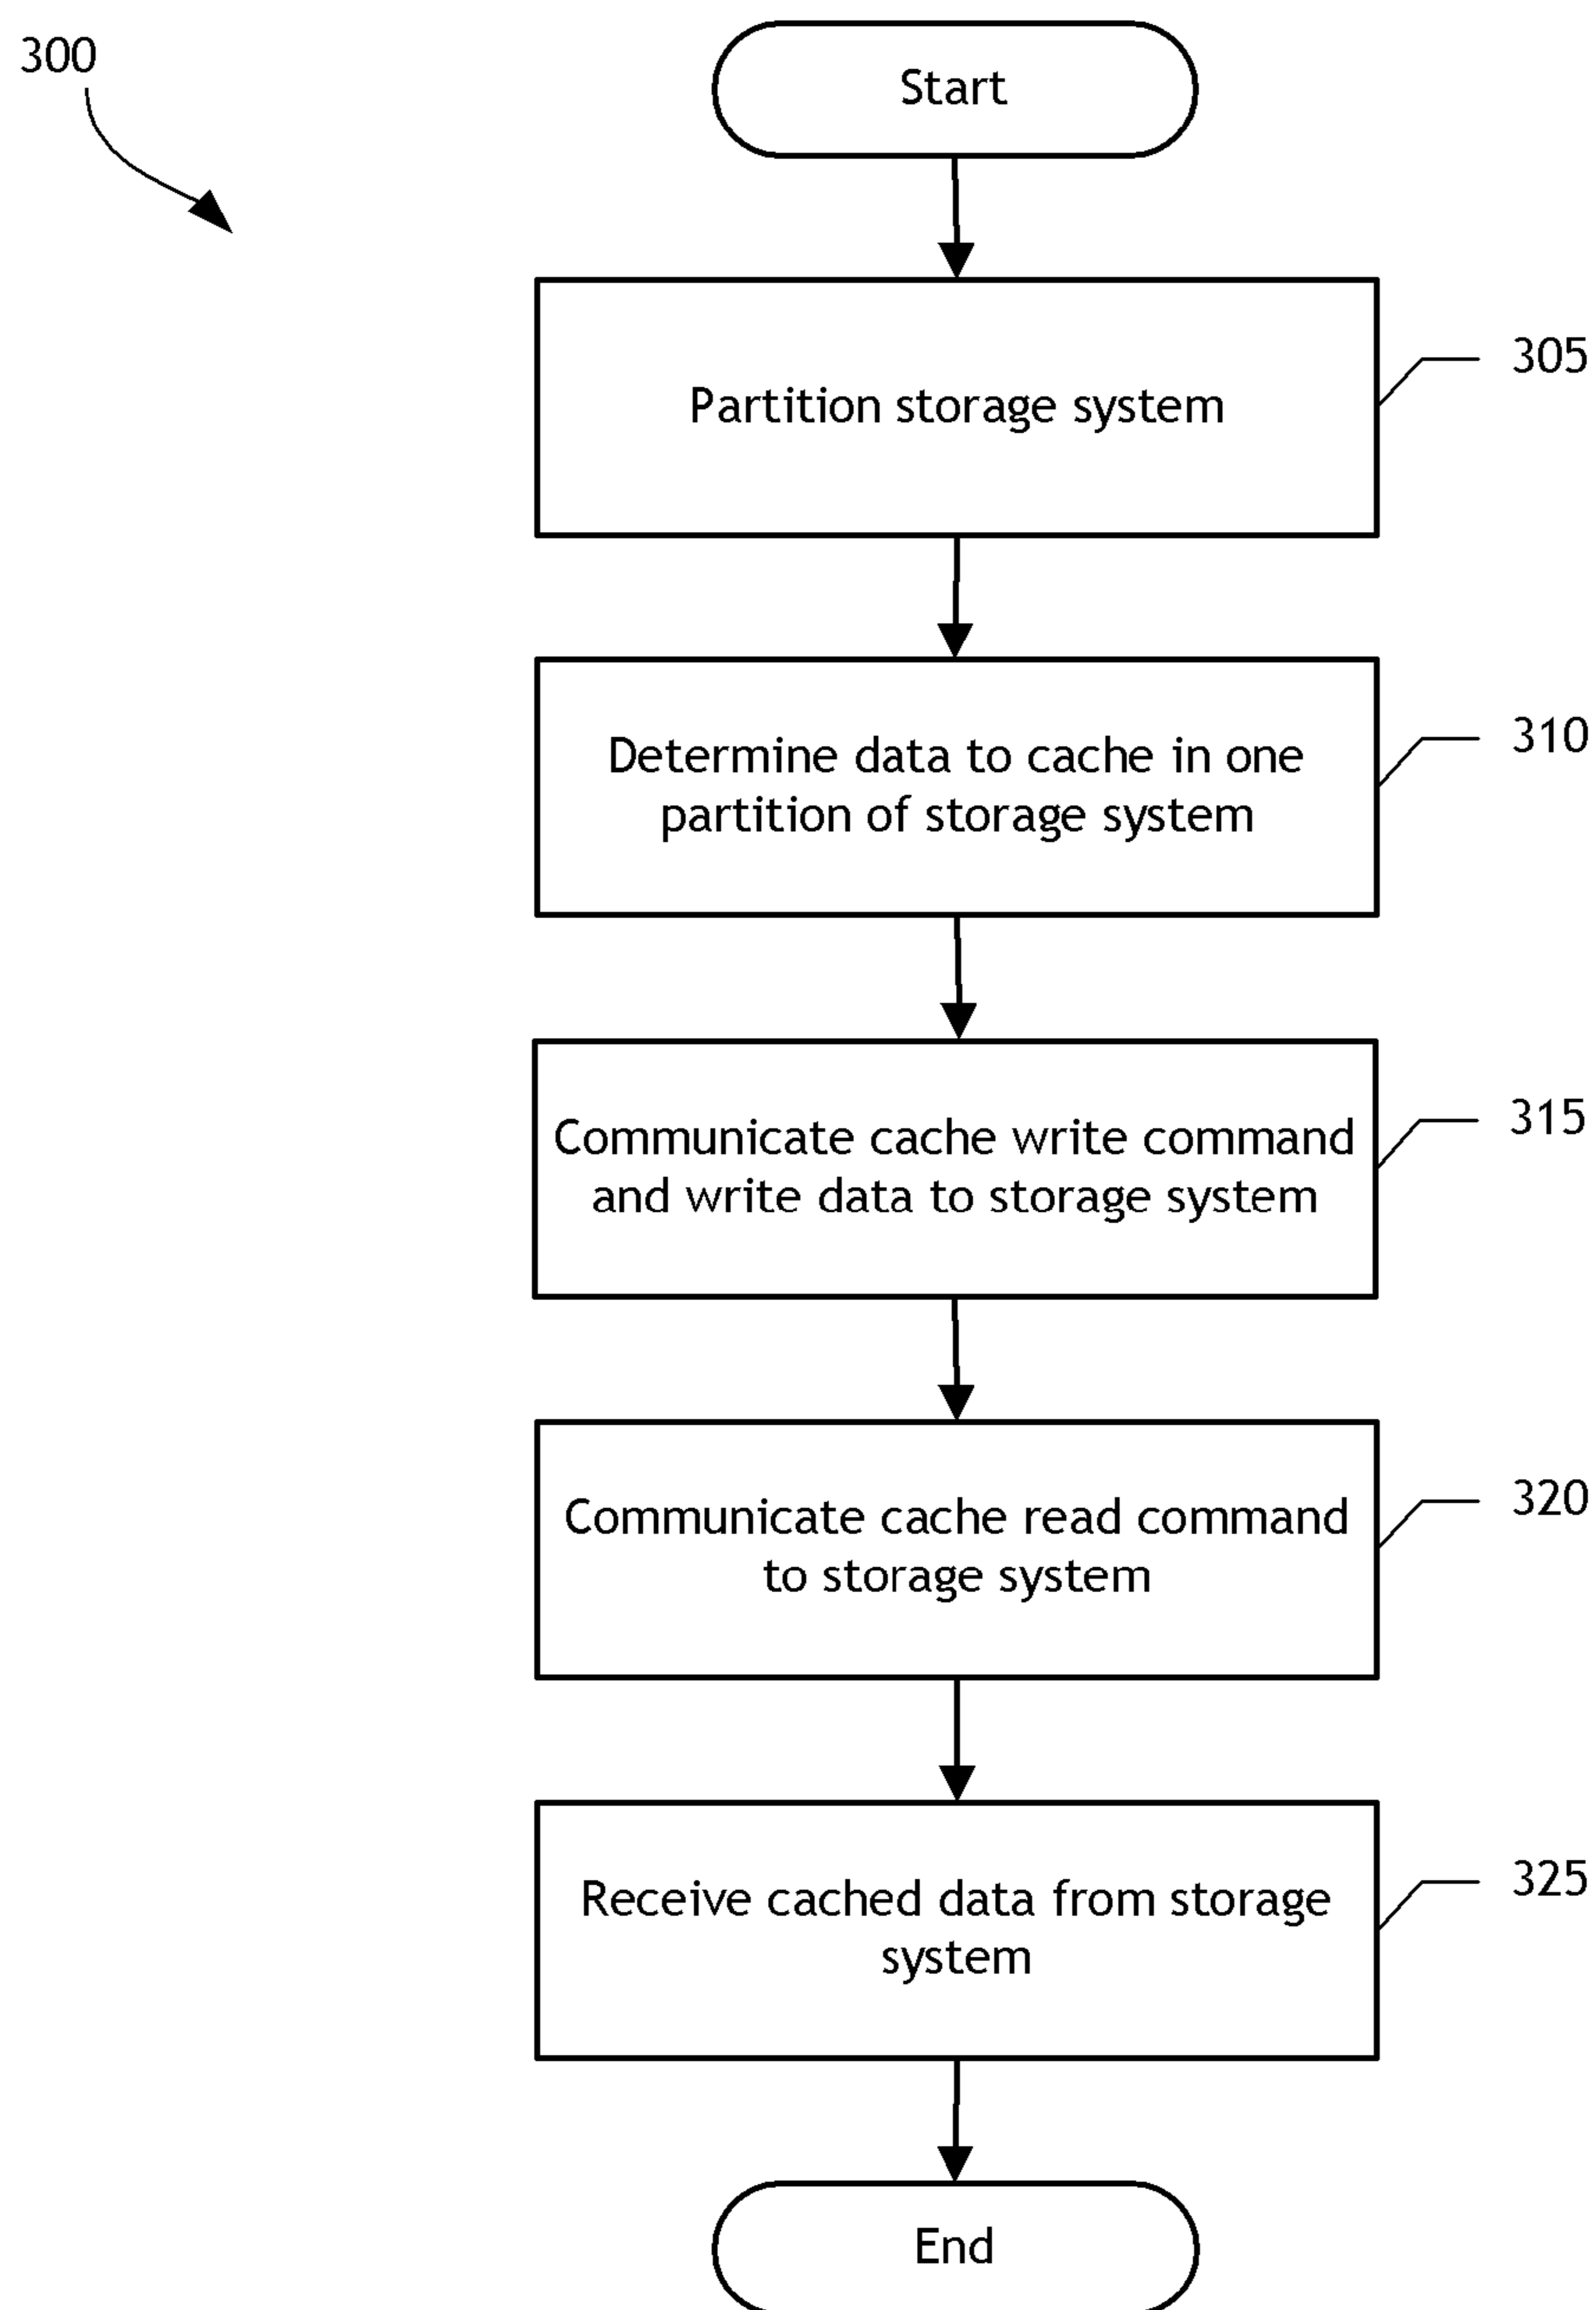 300
Start
Partition storage system
305
Determine data to cache in one
partition of storage system
310
Communicate cache write command
and write data to storage system
315
Communicate cache read command
to storage system
320
Receive cached data from storage
system
325
End